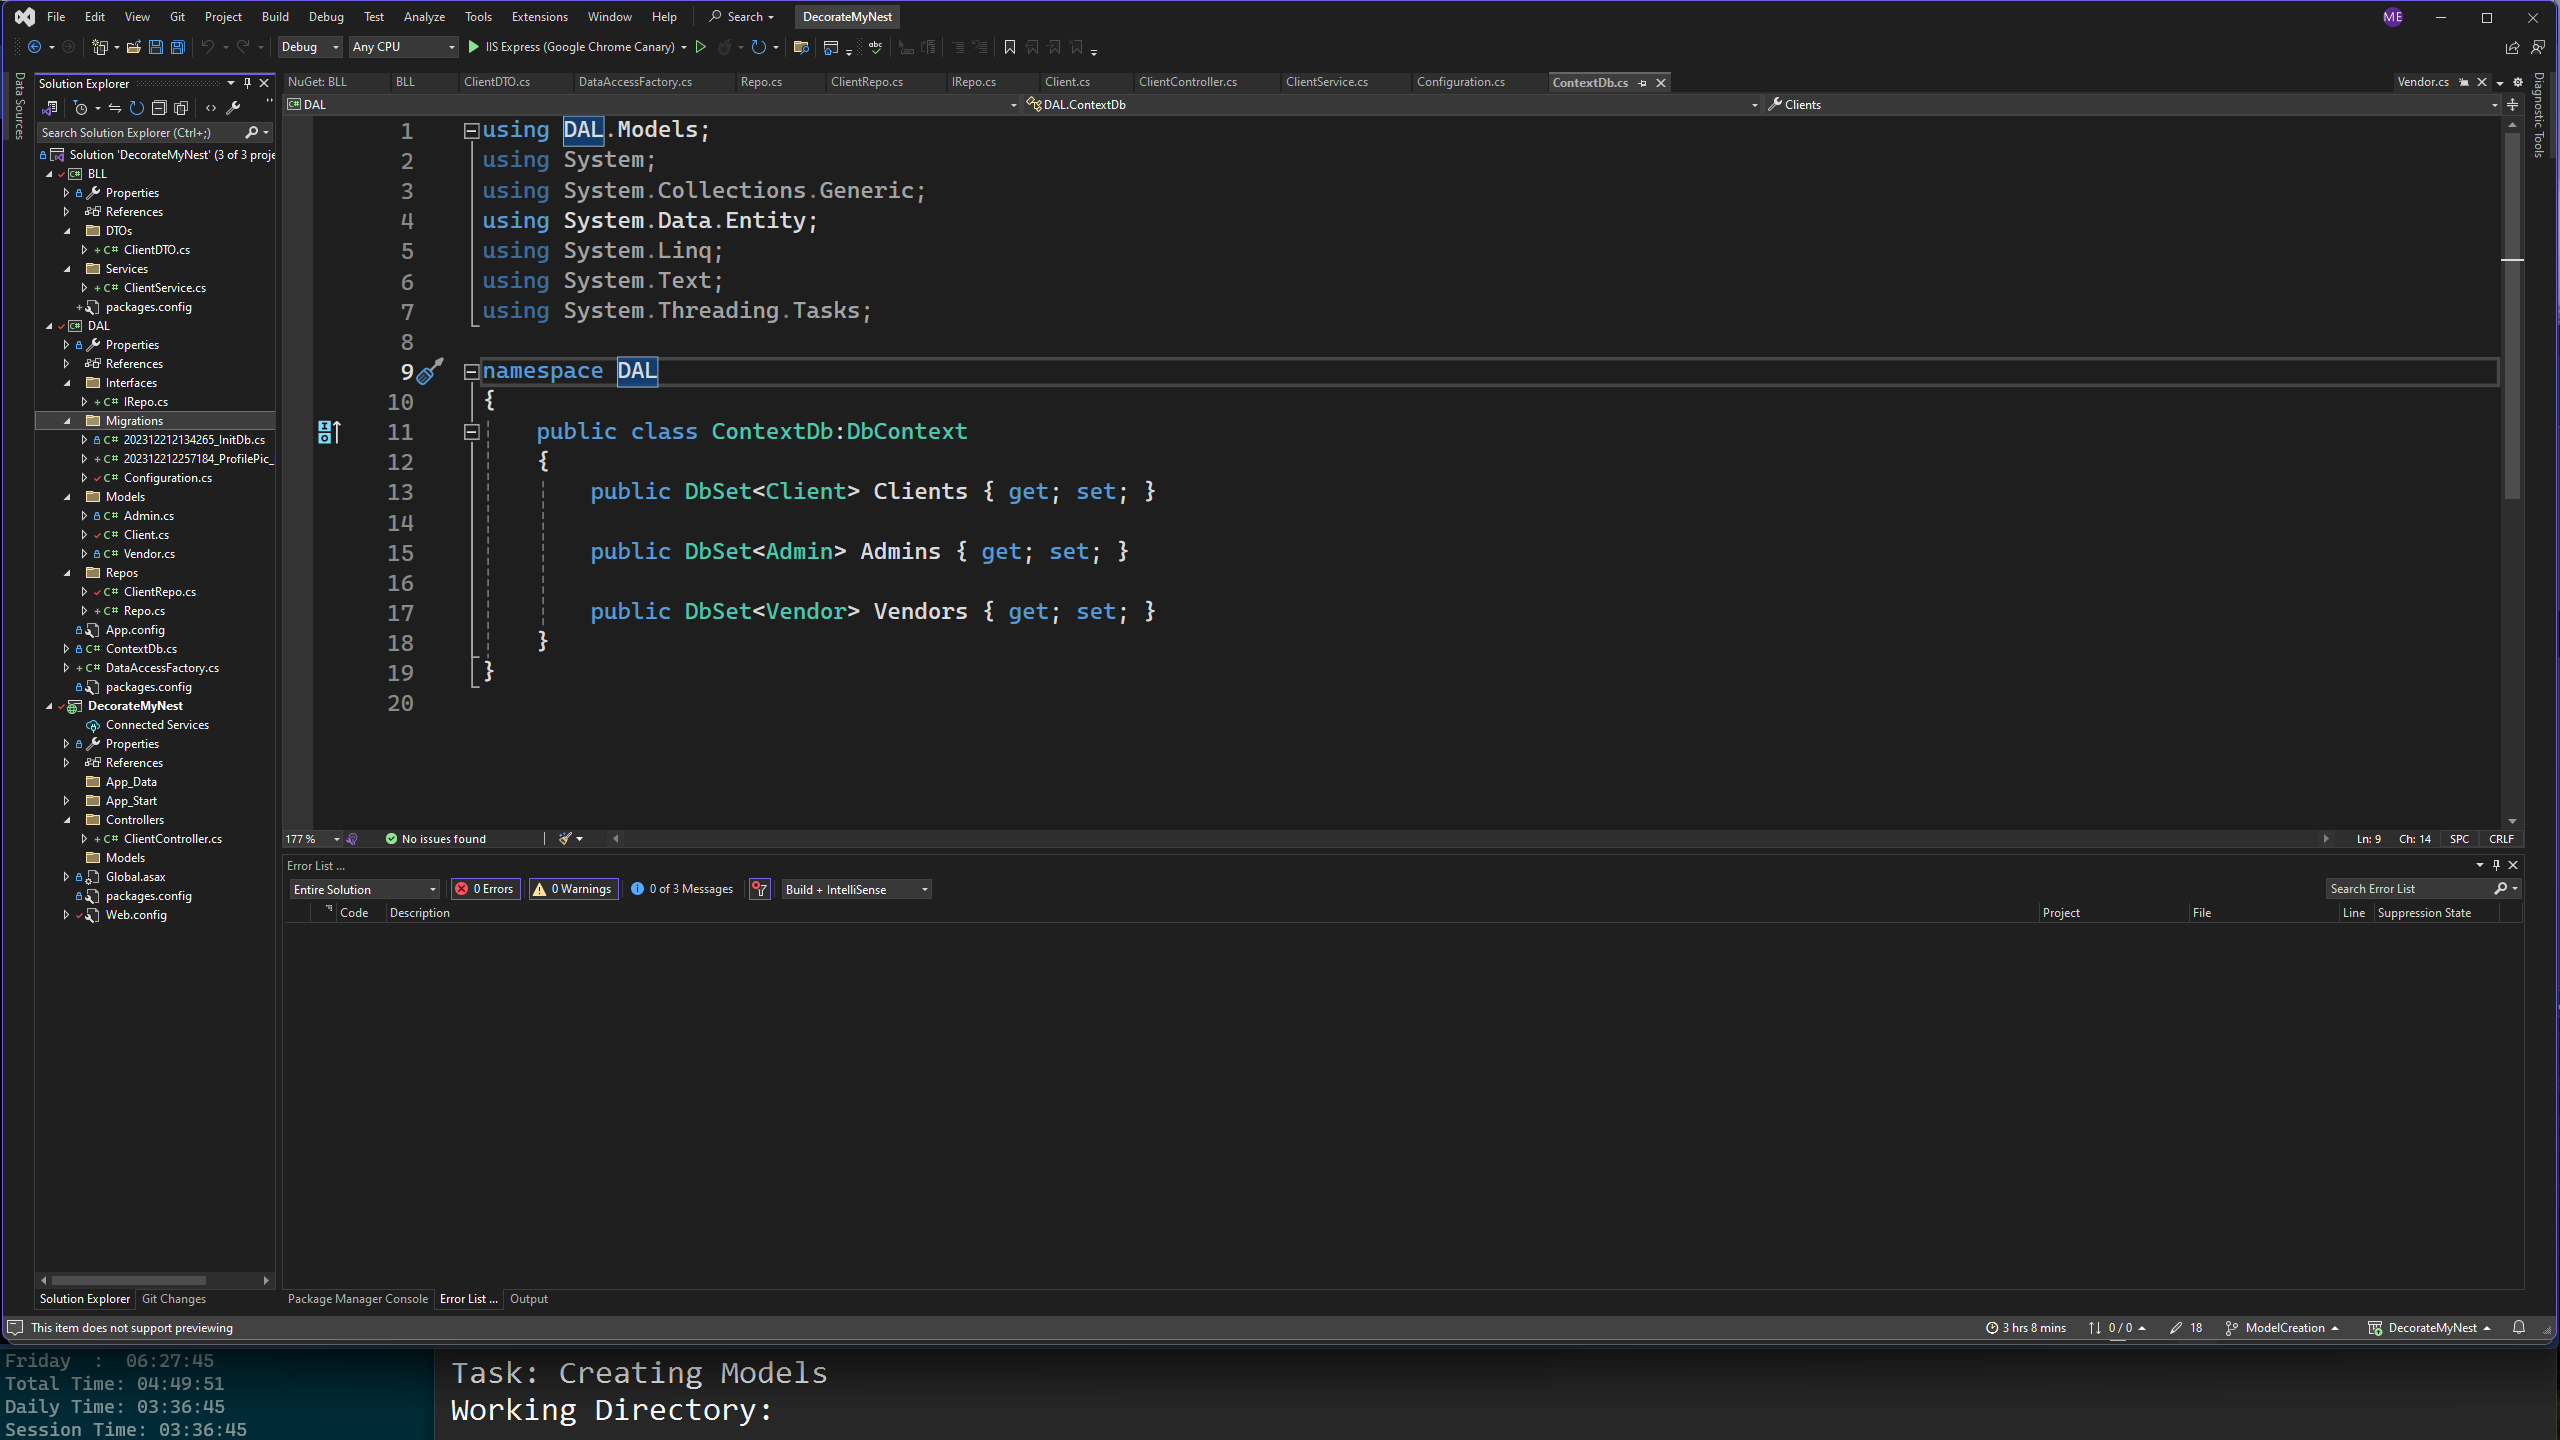 File Edit View Git Project Build Debug Test Analyze Tools Extensions Window Help Search DecorateMyNest ME
Debug Any CPU IIS Express (Google Chrome Canary)
Data Sources
Solution Explorer
Search Solution Explorer (Ctrl+;)
Solution 'DecorateMyNest' (3 of 3 proje
BLL
Properties
References
DTOs
C# ClientDTO.cs
Services
C# ClientService.cs
packages.config
DAL
Properties
References
Interfaces
C# IRepo.cs
Migrations
C# 202312212134265_InitDb.cs
C# 202312212257184_ProfilePic_
C# Configuration.cs
Models
C# Admin.cs
C# Client.cs
C# Vendor.cs
Repos
C# ClientRepo.cs
C# Repo.cs
App.config
C# ContextDb.cs
C# DataAccessFactory.cs
packages.config
DecorateMyNest
Connected Services
Properties
References
App_Data
App_Start
Controllers
C# ClientController.cs
Models
Global.asax
packages.config
Web.config
Solution Explorer Git Changes
NuGet: BLL BLL ClientDTO.cs DataAccessFactory.cs Repo.cs ClientRepo.cs IRepo.cs Client.cs ClientController.cs ClientService.cs Configuration.cs ContextDb.cs Vendor.cs
DAL DAL.ContextDb Clients
1 using DAL.Models;
2 using System;
3 using System.Collections.Generic;
4 using System.Data.Entity;
5 using System.Linq;
6 using System.Text;
7 using System.Threading.Tasks;
8
9 namespace DAL
10 {
11 public class ContextDb:DbContext
12 {
13 public DbSet<Client> Clients { get; set; }
14
15 public DbSet<Admin> Admins { get; set; }
16
17 public DbSet<Vendor> Vendors { get; set; }
18 }
19 }
20
Diagnostic Tools
177 % No issues found Ln: 9 Ch: 14 SPC CRLF
Error List ...
Entire Solution 0 Errors 0 Warnings 0 of 3 Messages Build + IntelliSense Search Error List
Code Description Project File Line Suppression State
Package Manager Console Error List ... Output
This item does not support previewing 3 hrs 8 mins 0 / 0 18 ModelCreation DecorateMyNest
Friday : 06:27:45
Total Time: 04:49:51
Daily Time: 03:36:45
Session Time: 03:36:45
Task: Creating Models
Working Directory: